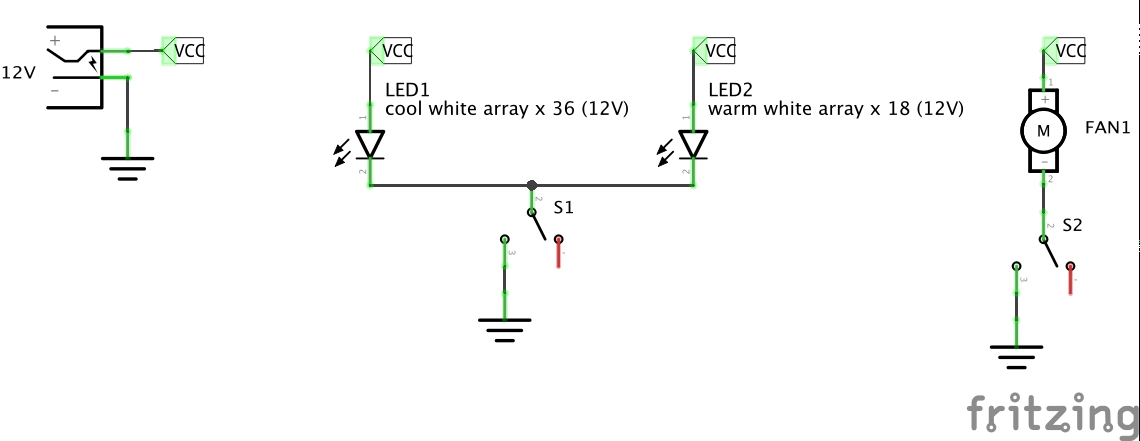 +
12V
-
VCC
VCC
LED1
cool white array x 36 (12V)
1
2
VCC
LED2
warm white array x 18 (12V)
1
2
2
S1
3
1
VCC
1
+
M
FAN1
-
2
2
S2
3
1
fritzing